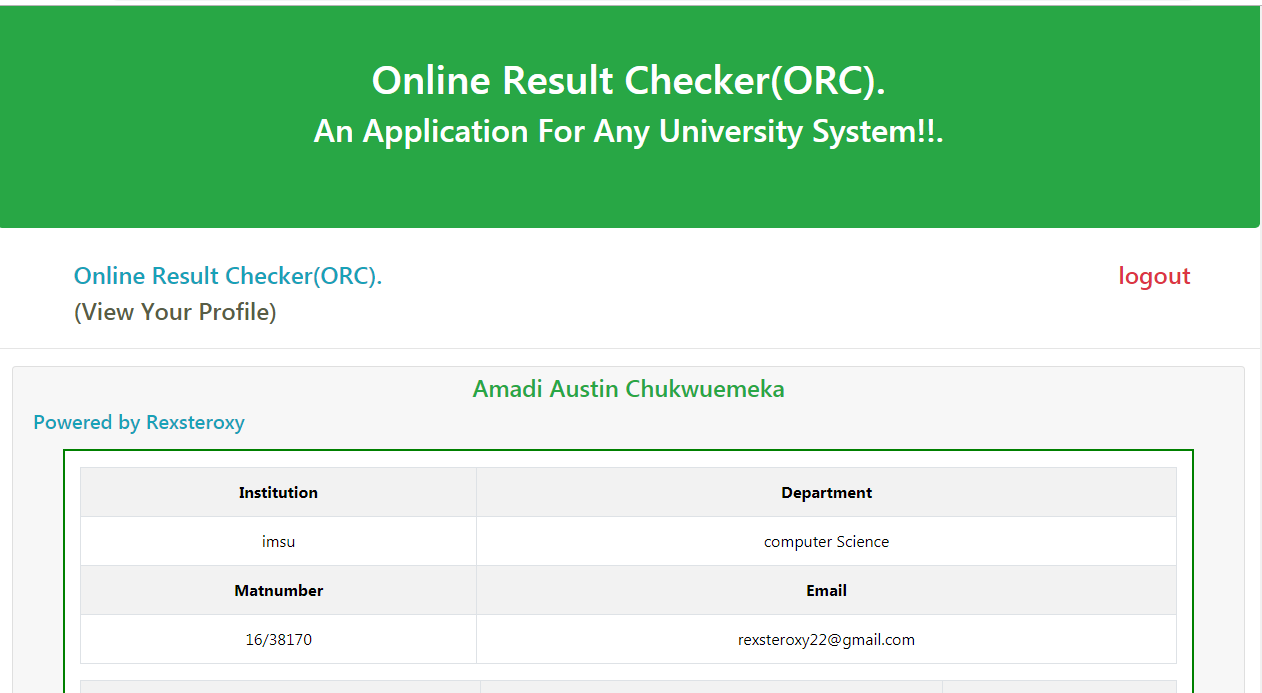 Online Result Checker(ORC).
An Application For Any University System!!.
Online Result Checker(ORC).
logout
(View Your Profile)
Amadi Austin Chukwuemeka
Powered by Rexsteroxy
Institution Department
imsu computer Science
Matnumber Email
16/38170 rexsteroxy22@gmail.com